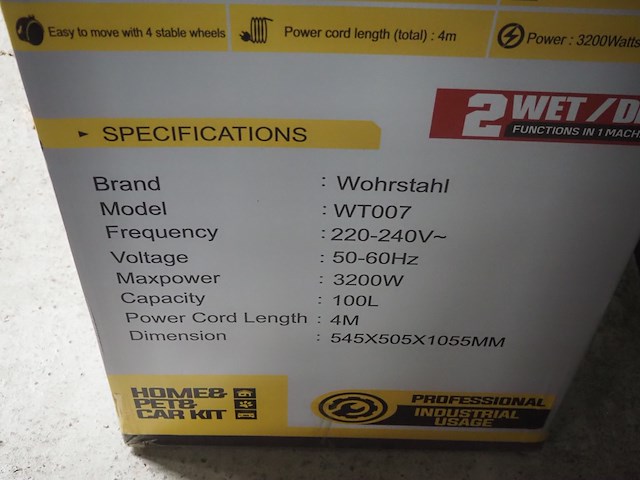 Easy to move with 4 stable wheels
Power cord length (total) : 4m
Power : 3200Watts
2 WET/
FUNCTIONS IN 1
SPECIFICATIONS
Brand : Wohrstahl
Model : WT007
Frequency : 220-240V~
Voltage : 50-60Hz
Maxpower : 3200W
Capacity : 100L
Power Cord Length : 4M
Dimension : 545X505X1055MM
HOME&
PET&
CAR KIT
PROFESSIONAL
INDUSTRIAL
USAGE